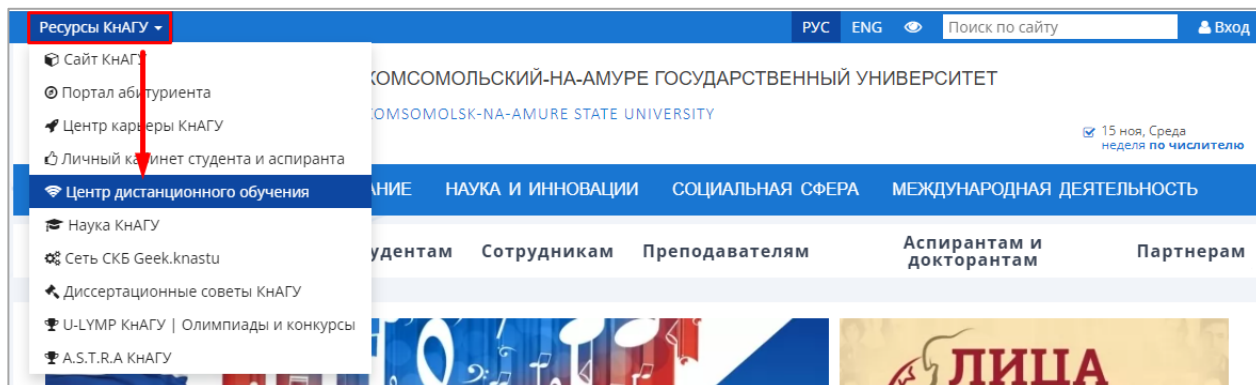 Ресурсы КнАГУ
РУС ENG Поиск по сайту Вход
Сайт КнАГУ
Портал абитуриента
Центр карьеры КнАГУ
Личный кабинет студента и аспиранта
Центр дистанционного обучения
Наука КнАГУ
Сеть СКБ Geek.knastu
Диссертационные советы КнАГУ
U-LYMP КнАГУ | Олимпиады и конкурсы
A.S.T.R.A КнАГУ
КОМСОМОЛЬСКИЙ-НА-АМУРЕ ГОСУДАРСТВЕННЫЙ УНИВЕРСИТЕТ
KOMSOMOLSK-NA-AMURE STATE UNIVERSITY
15 ноя, Среда
неделя по числителю
АНИЕ НАУКА И ИННОВАЦИИ СОЦИАЛЬНАЯ СФЕРА МЕЖДУНАРОДНАЯ ДЕЯТЕЛЬНОСТЬ
удентам Сотрудникам Преподавателям Аспирантам и докторантам Партнерам
ЛИЦА